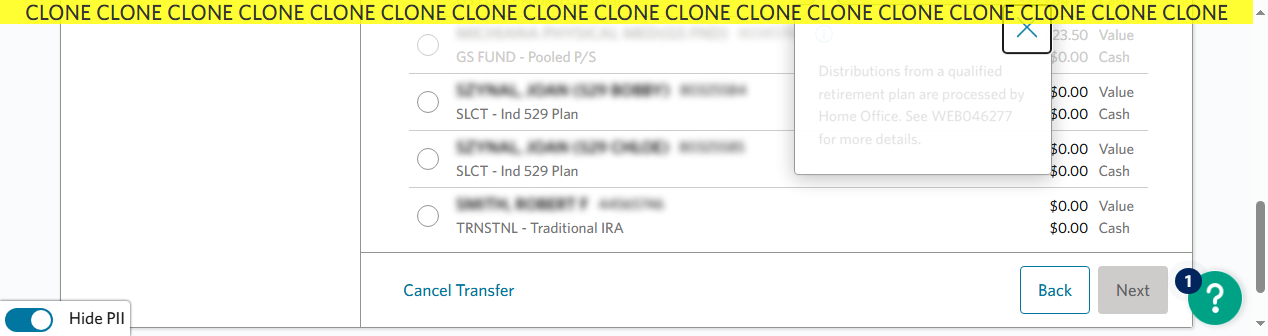 CLONE CLONE CLONE CLONE CLONE CLONE CLONE CLONE CLONE CLONE CLONE CLONE CLONE CLONE CLONE CLONE CLONE
23.50 Value
GS FUND - Pooled P/S
$0.00 Cash
Distributions from a qualified
retirement plan are processed by
Home Office. See WEB046277
for more details.
$0.00 Value
SLCT - Ind 529 Plan
$0.00 Cash
$0.00 Value
SLCT - Ind 529 Plan
$0.00 Cash
$0.00 Value
TRNSTNL - Traditional IRA
$0.00 Cash
Cancel Transfer
Back
Next
1
?
Hide PII